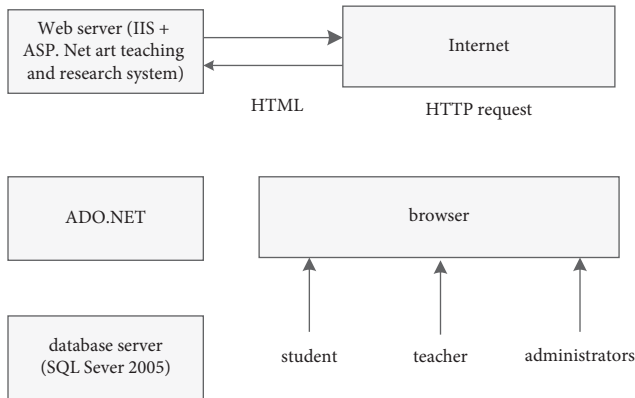 Web server (IIS +
ASP. Net art teaching
and research system)
Internet
HTML
HTTP request
ADO.NET
browser
database server
(SQL Sever 2005)
student
teacher
administrators